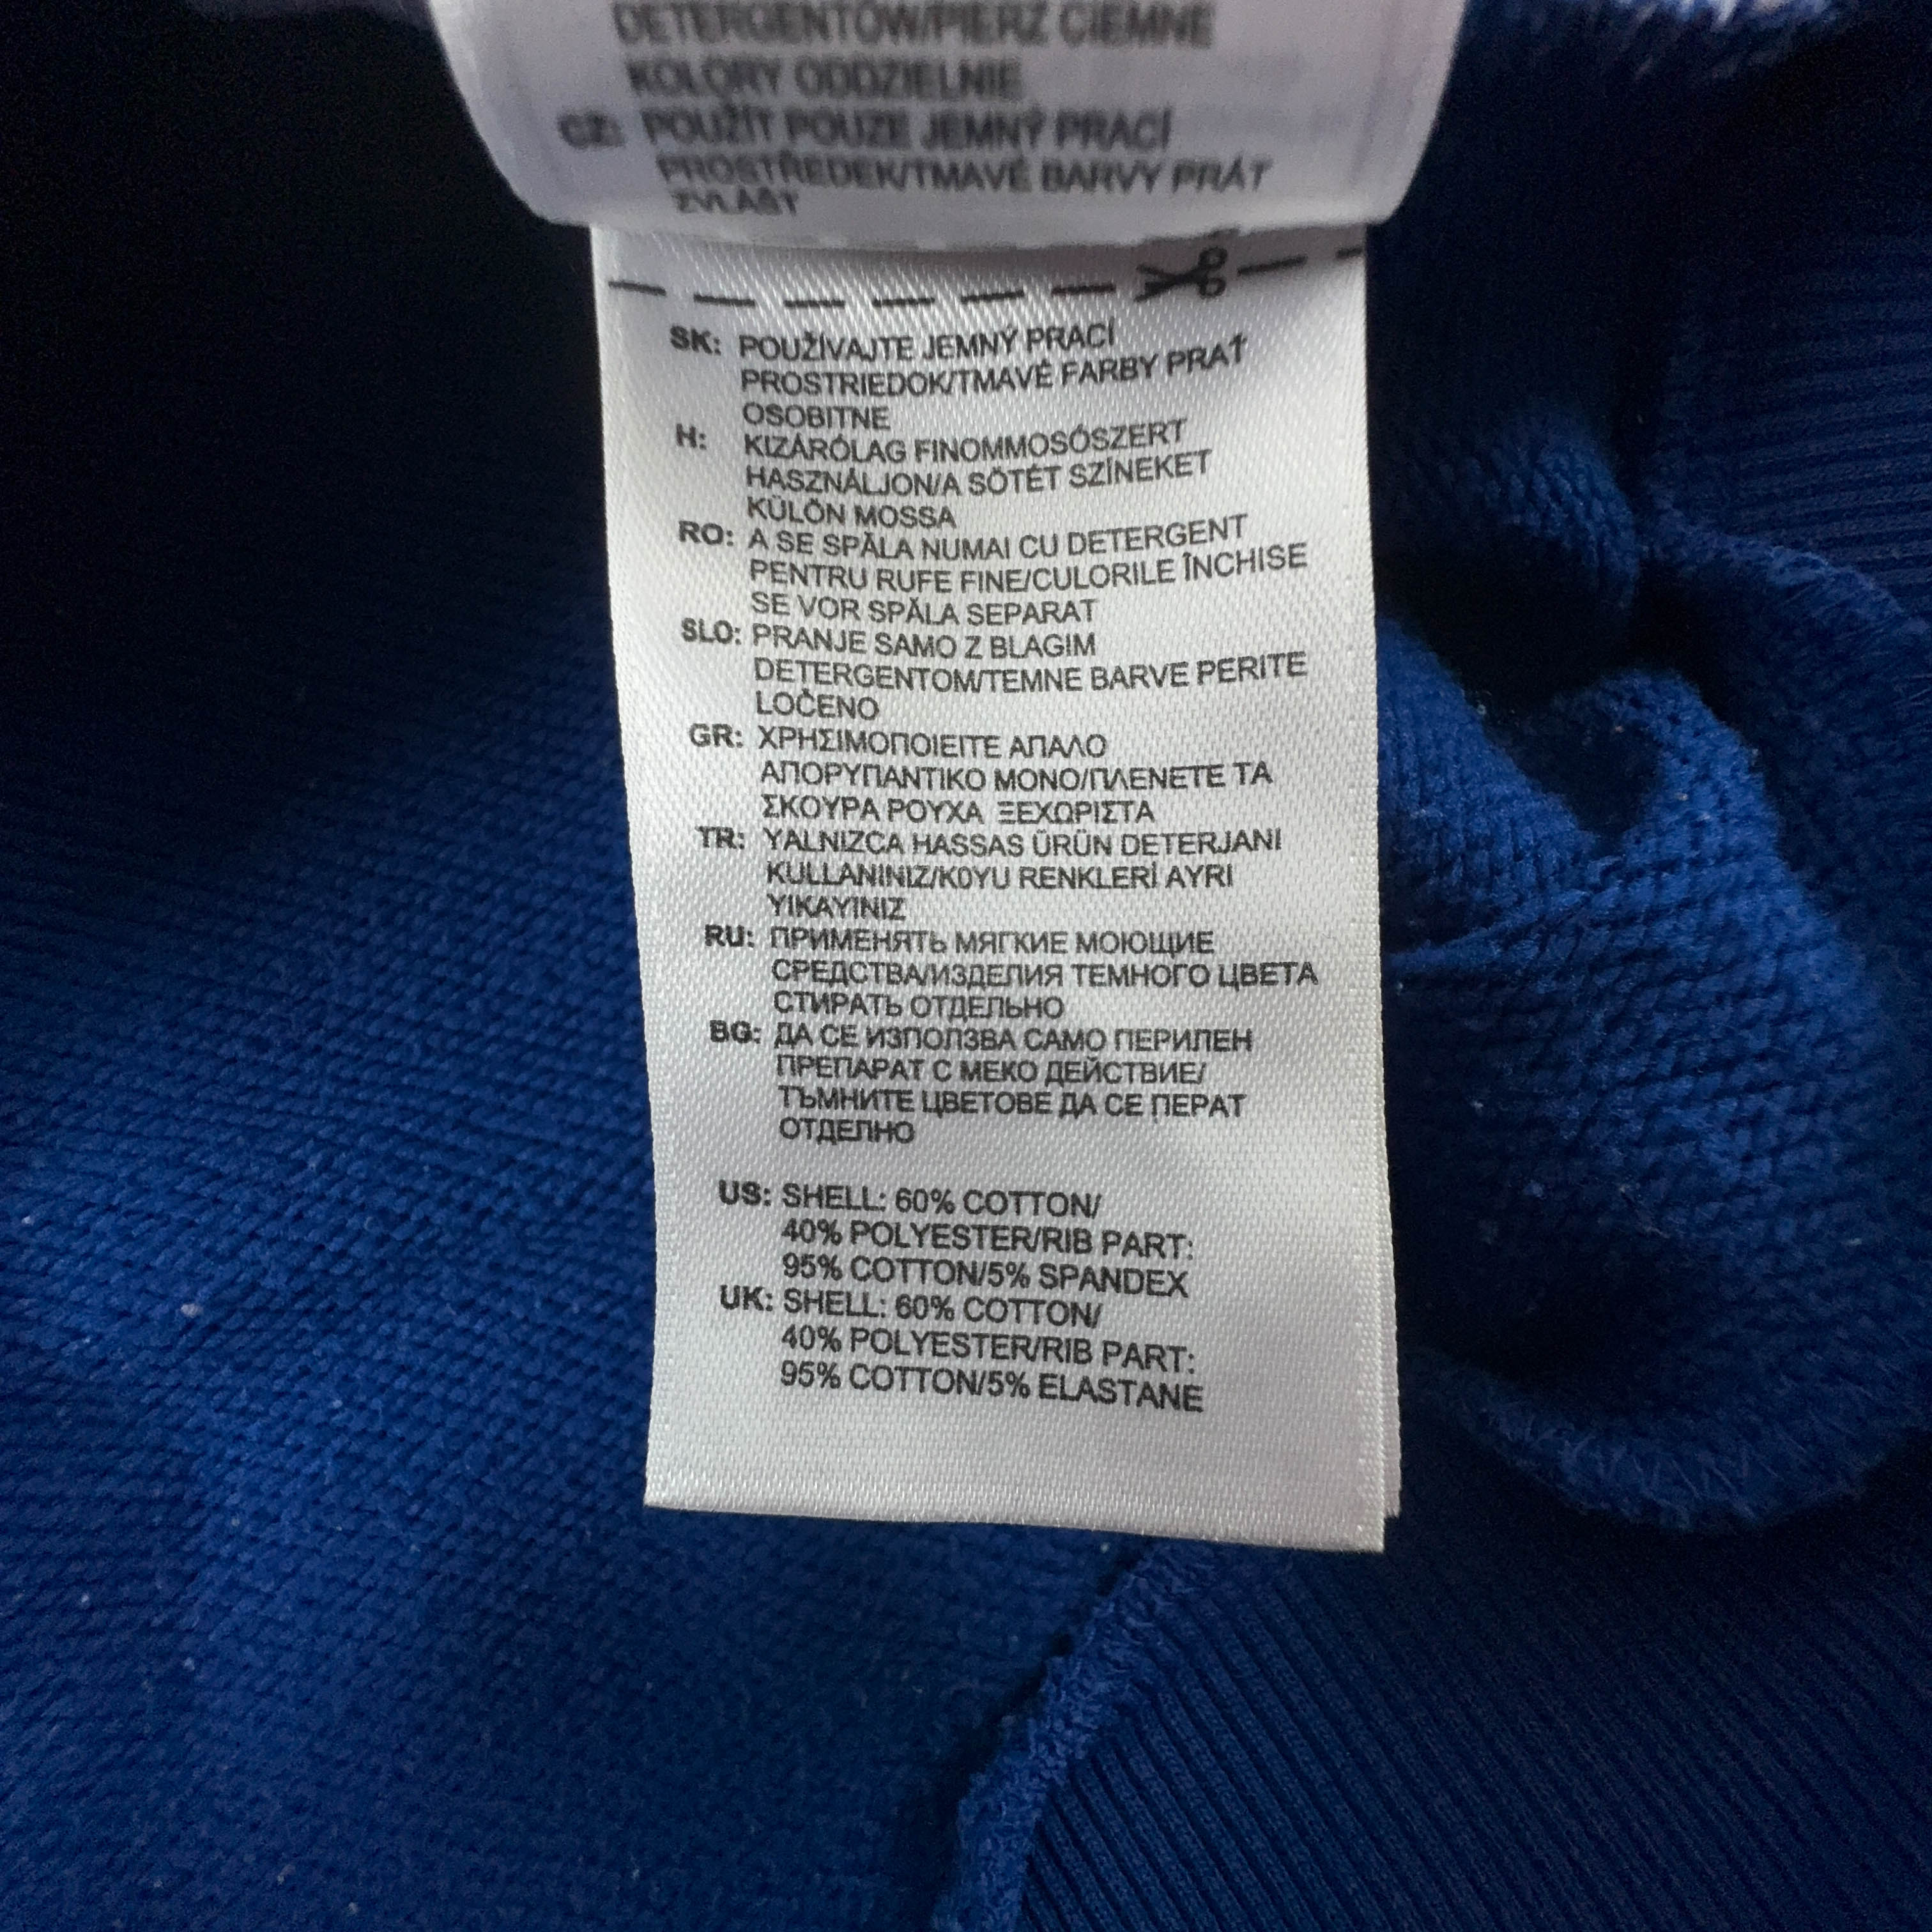 DETERGENTÓW/PIERZ CIEMNE
KOLORY ODDZIELNIE
CZ: POUŽÍT POUZE JEMNÝ PRACÍ
PROSTŘEDEK/TMAVÉ BARVY PRÁT
ZVLÁŠŤ
SK: POUŽÍVAJTE JEMNÝ PRACÍ
PROSTRIEDOK/TMAVÉ FARBY PRAŤ
OSOBITNE
H: KIZÁRÓLAG FINOMMOSÓSZERT
HASZNÁLJON/A SÖTÉT SZÍNEKET
KÜLÖN MOSSA
RO: A SE SPĂLA NUMAI CU DETERGENT
PENTRU RUFE FINE/CULORILE ÎNCHISE
SE VOR SPĂLA SEPARAT
SLO: PRANJE SAMO Z BLAGIM
DETERGENTOM/TEMNE BARVE PERITE
LOČENO
GR: ΧΡΗΣΙΜΟΠΟΙΕΙΤΕ ΑΠΑΛΟ
ΑΠΟΡΥΠΑΝΤΙΚΟ ΜΟΝΟ/ΠΛΕΝΕΤΕ ΤΑ
ΣΚΟΥΡΑ ΡΟΥΧΑ ΞΕΧΩΡΙΣΤΑ
TR: YALNIZCA HASSAS ÜRÜN DETERJANI
KULLANINIZ/K0YU RENKLERİ AYRI
YIKAYINIZ
RU: ПРИМЕНЯТЬ МЯГКИЕ МОЮЩИЕ
СРЕДСТВА/ИЗДЕЛИЯ ТЕМНОГО ЦВЕТА
СТИРАТЬ ОТДЕЛЬНО
BG: ДА СЕ ИЗПОЛЗВА САМО ПЕРИЛЕН
ПРЕПАРАТ С МЕКО ДЕЙСТВИЕ/
ТЪМНИТЕ ЦВЕТОВЕ ДА СЕ ПЕРАТ
ОТДЕЛНО
US: SHELL: 60% COTTON/
40% POLYESTER/RIB PART:
95% COTTON/5% SPANDEX
UK: SHELL: 60% COTTON/
40% POLYESTER/RIB PART:
95% COTTON/5% ELASTANE